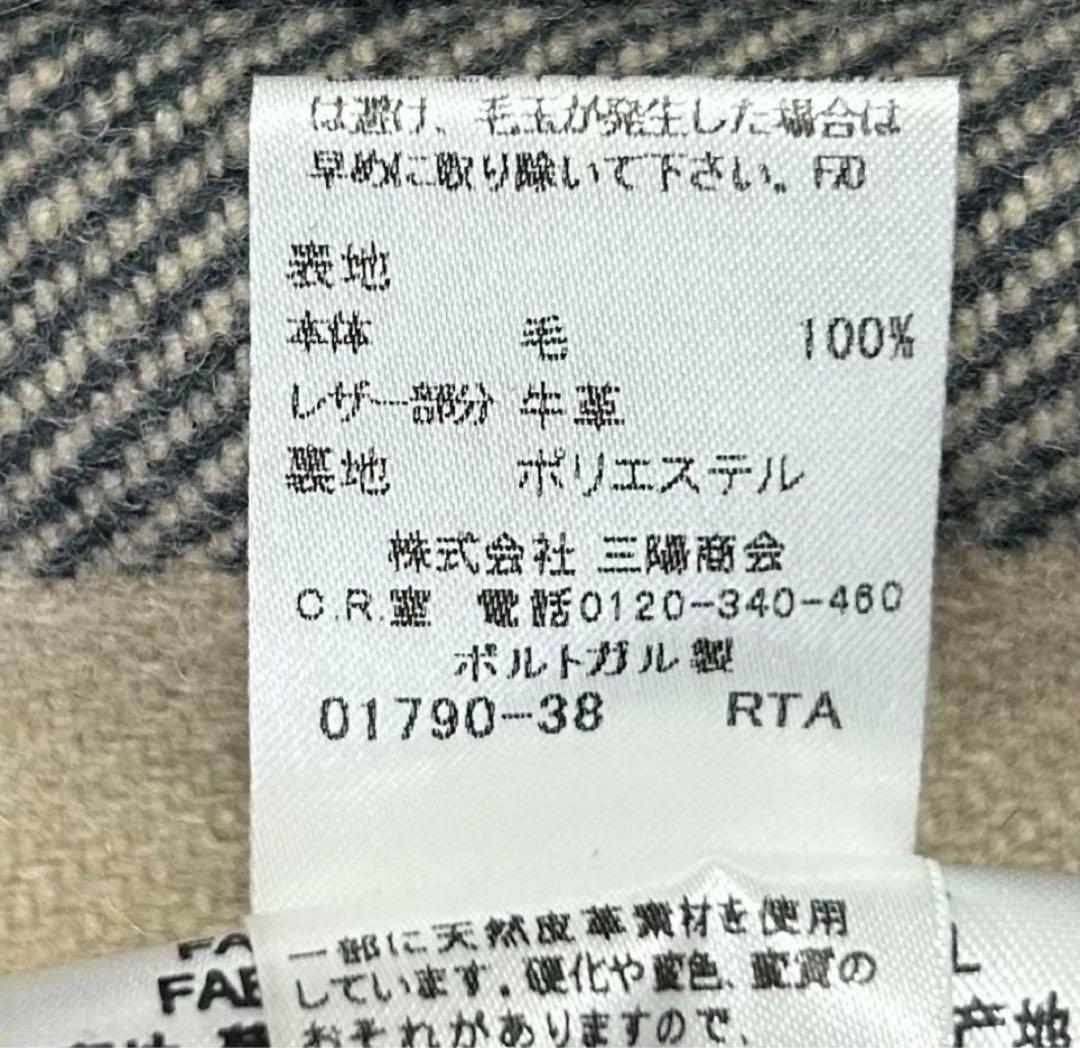 は避け、毛玉が発生した場合は
早めに取り除いて下さい。F20
表地
本体 毛 100%
レザー部分 牛革
裏地 ポリエステル
株式会社 三陽商会
C.R.室 電話0120-340-460
ポルトガル製
01790-38 RTA
一部に天然皮革素材を使用
しています。硬化や変色、変質の
おそれがありますので、
FA
FAB
L
産地